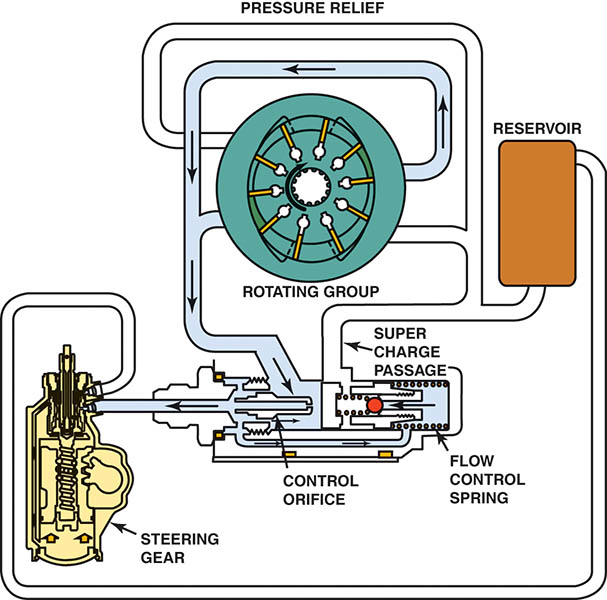 PRESSURE RELIEF
RESERVOIR
ROTATING GROUP
SUPER
CHARGE
PASSAGE
CONTROL
ORIFICE
FLOW
CONTROL
SPRING
STEERING
GEAR